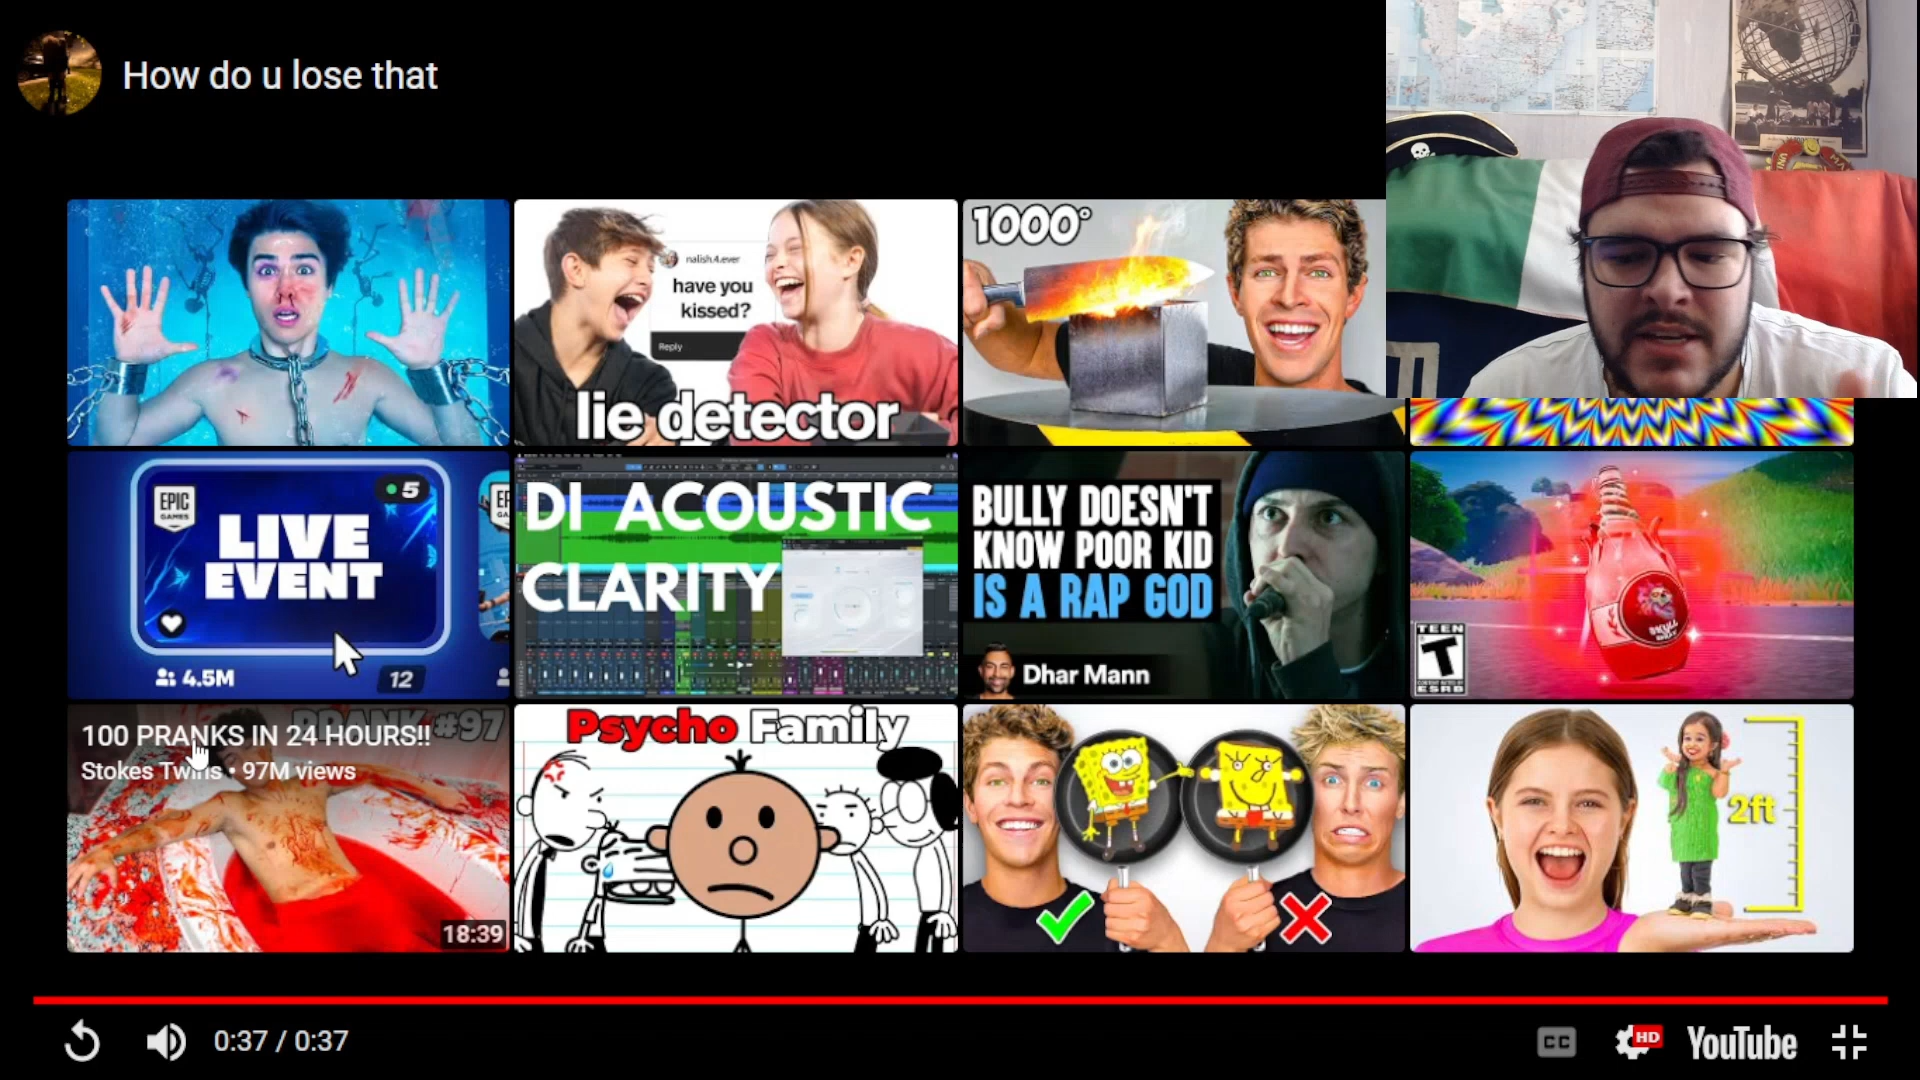 How do u lose that
nalish.4.ever
have you
kissed?
Reply
lie detector
1000°
EPIC
GAMES
5
LIVE
EVENT
4.5M
12
DI ACOUSTIC
CLARITY
BULLY DOESN'T
KNOW POOR KID
IS A RAP GOD
Dhar Mann
TEEN
T
ESRB
PRANK #97
100 PRANKS IN 24 HOURS!!
Stokes Twins • 97M views
18:39
Psycho Family
2ft
0:37 / 0:37
CC
HD
YouTube